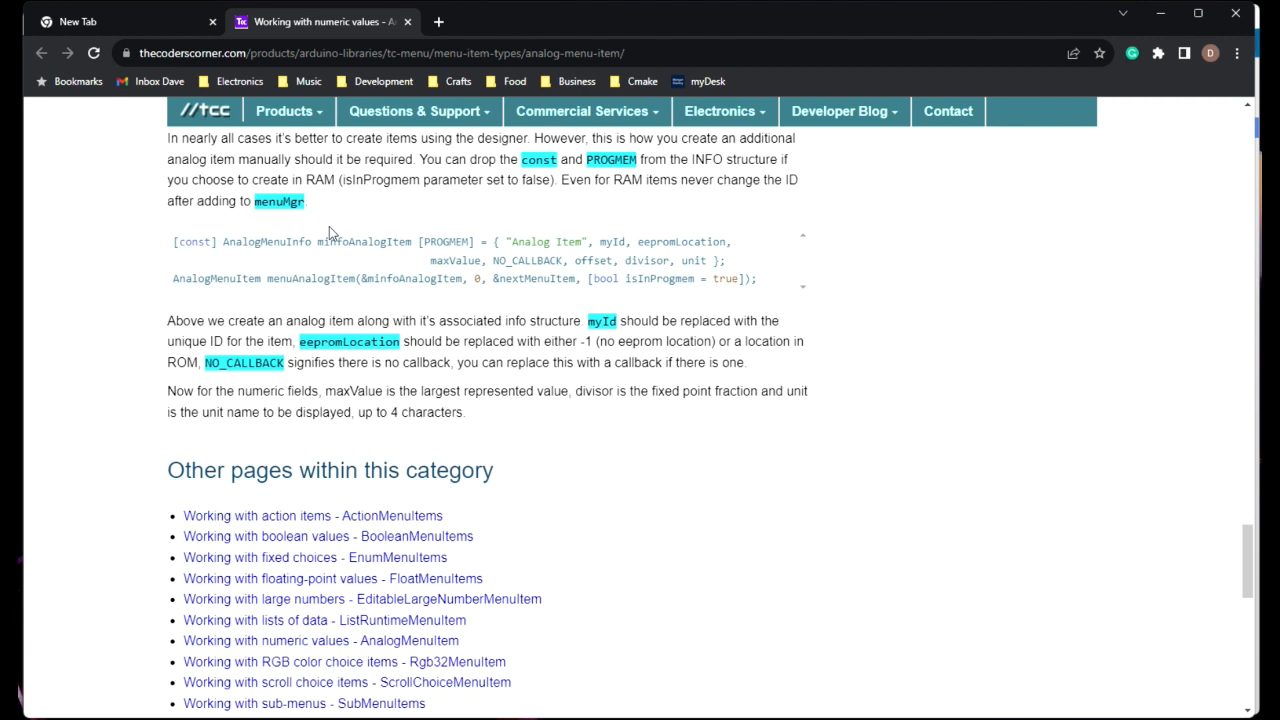 New Tab
Working with numeric values - A
thecoderscorner.com/products/arduino-libraries/tc-menu/menu-item-types/analog-menu-item/
D
Bookmarks Inbox Dave Electronics Music Development Crafts Food Business Cmake myDesk
//TCC Products Questions & Support Commercial Services Electronics Developer Blog Contact
In nearly all cases it's better to create items using the designer. However, this is how you create an additional
analog item manually should it be required. You can drop the const and PROGMEM from the INFO structure if
you choose to create in RAM (isInProgmem parameter set to false). Even for RAM items never change the ID
after adding to menuMgr.
[const] AnalogMenuInfo minfoAnalogItem [PROGMEM] = { "Analog Item", myId, eepromLocation,
maxValue, NO_CALLBACK, offset, divisor, unit };
AnalogMenuItem menuAnalogItem(&minfoAnalogItem, 0, &nextMenuItem, [bool isInProgmem = true]);
Above we create an analog item along with it's associated info structure. myId should be replaced with the
unique ID for the item, eepromLocation should be replaced with either -1 (no eeprom location) or a location in
ROM, NO_CALLBACK signifies there is no callback, you can replace this with a callback if there is one.
Now for the numeric fields, maxValue is the largest represented value, divisor is the fixed point fraction and unit
is the unit name to be displayed, up to 4 characters.
Other pages within this category
Working with action items - ActionMenuItems
Working with boolean values - BooleanMenuItems
Working with fixed choices - EnumMenuItems
Working with floating-point values - FloatMenuItems
Working with large numbers - EditableLargeNumberMenuItem
Working with lists of data - ListRuntimeMenuItem
Working with numeric values - AnalogMenuItem
Working with RGB color choice items - Rgb32MenuItem
Working with scroll choice items - ScrollChoiceMenuItem
Working with sub-menus - SubMenuItems